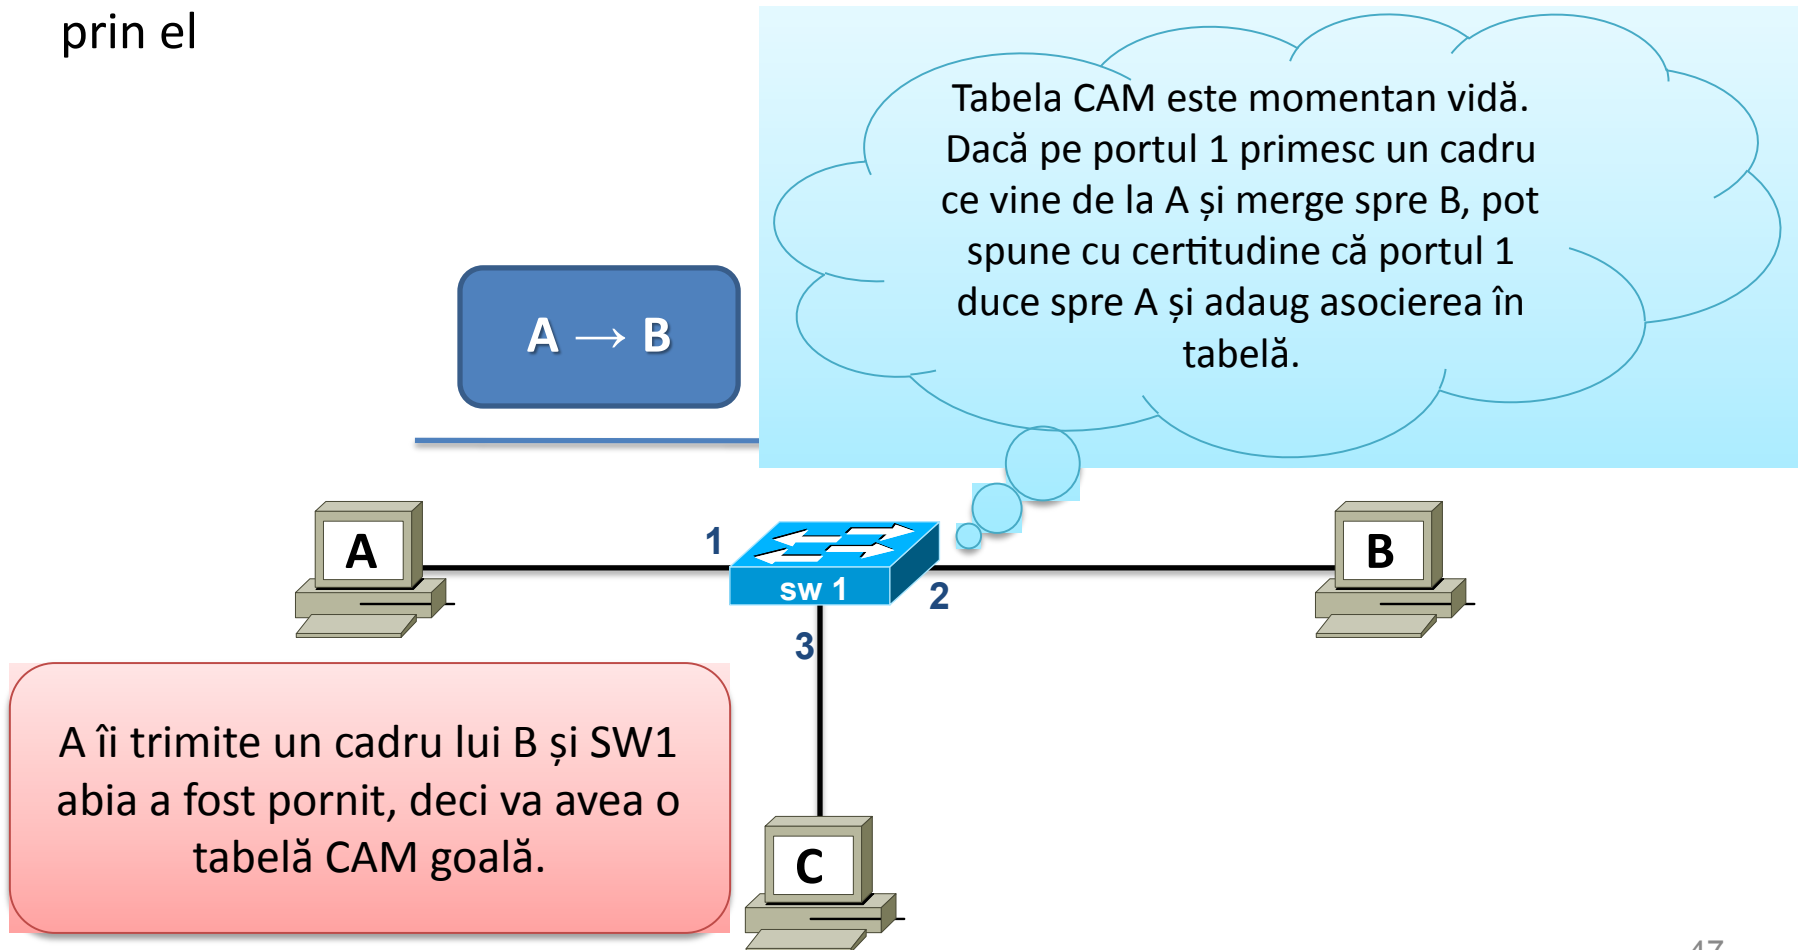 prin el
Tabela CAM este momentan vidă.
Dacă pe portul 1 primesc un cadru
ce vine de la A și merge spre B, pot
spune cu certitudine că portul 1
duce spre A și adaug asocierea în
tabelă.
A → B
A
1
sw 1
2
B
3
A îi trimite un cadru lui B și SW1
abia a fost pornit, deci va avea o
tabelă CAM goală.
C
47